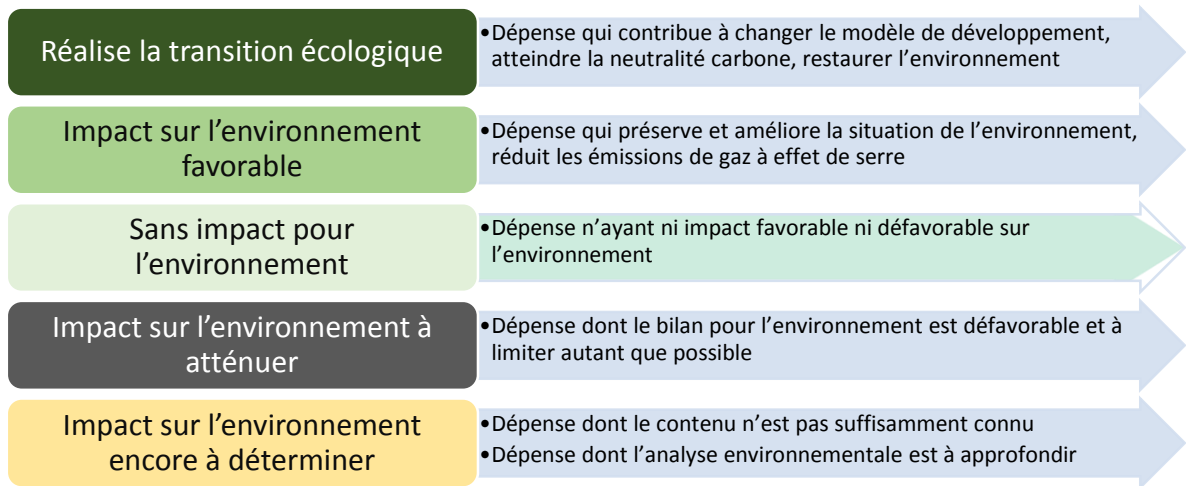 Réalise la transition écologique
•Dépense qui contribue à changer le modèle de développement,
atteindre la neutralité carbone, restaurer l’environnement
Impact sur l’environnement
favorable
•Dépense qui préserve et améliore la situation de l’environnement,
réduit les émissions de gaz à effet de serre
Sans impact pour
l’environnement
•Dépense n’ayant ni impact favorable ni défavorable sur
l’environnement
Impact sur l’environnement à
atténuer
•Dépense dont le bilan pour l’environnement est défavorable et à
limiter autant que possible
Impact sur l’environnement
encore à déterminer
•Dépense dont le contenu n’est pas suffisamment connu
•Dépense dont l’analyse environnementale est à approfondir